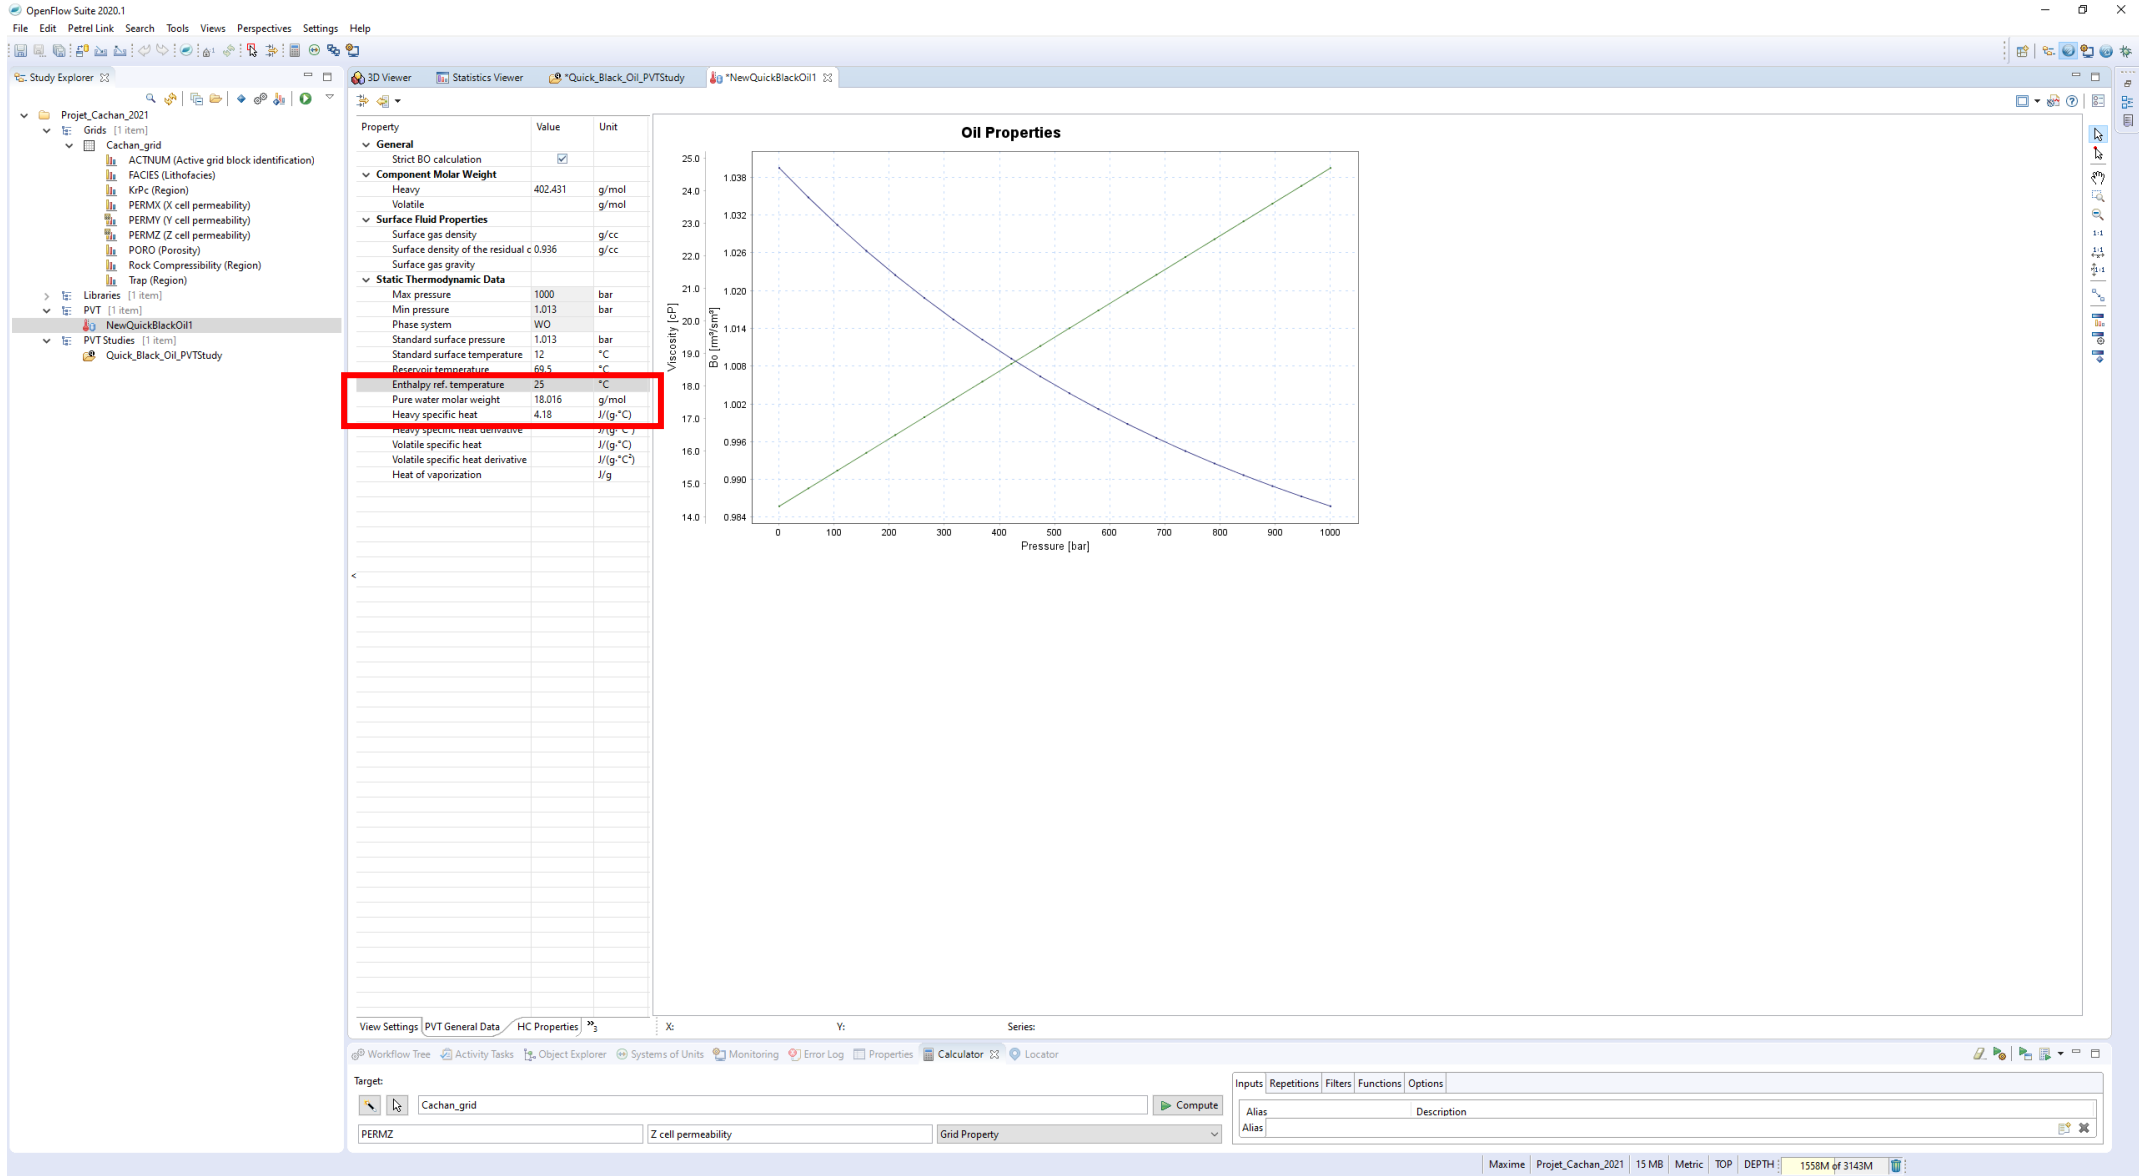 OpenFlow Suite 2020.1
File Edit Petrel Link Search Tools Views Perspectives Settings Help
Study Explorer
3D Viewer Statistics Viewer *Quick_Black_Oil_PVTStudy *NewQuickBlackOil1
Projet_Cachan_2021
Grids [1 item]
Cachan_grid
ACTNUM (Active grid block identification)
FACIES (Lithofacies)
KrPc (Region)
PERMX (X cell permeability)
PERMY (Y cell permeability)
PERMZ (Z cell permeability)
PORO (Porosity)
Rock Compressibility (Region)
Trap (Region)
Libraries [1 item]
PVT [1 item]
NewQuickBlackOil1
PVT Studies [1 item]
Quick_Black_Oil_PVTStudy
Property Value Unit
General
Strict BO calculation
Component Molar Weight
Heavy 402.431 g/mol
Volatile g/mol
Surface Fluid Properties
Surface gas density g/cc
Surface density of the residual c 0.936 g/cc
Surface gas gravity
Static Thermodynamic Data
Max pressure 1000 bar
Min pressure 1.013 bar
Phase system WO
Standard surface pressure 1.013 bar
Standard surface temperature 12 °C
Reservoir temperature 69.5 °C
Enthalpy ref. temperature 25 °C
Pure water molar weight 18.016 g/mol
Heavy specific heat 4.18 J/(g·°C)
Heavy specific heat derivative J/(g·°C²)
Volatile specific heat J/(g·°C)
Volatile specific heat derivative J/(g·°C²)
Heat of vaporization J/g
View Settings PVT General Data HC Properties »3
Oil Properties
Viscosity [cP]
25.0
24.0
23.0
22.0
21.0
20.0
19.0
18.0
17.0
16.0
15.0
14.0
Bo [rm³/sm³]
1.038
1.032
1.026
1.020
1.014
1.008
1.002
0.996
0.990
0.984
0 100 200 300 400 500 600 700 800 900 1000
Pressure [bar]
X: Y: Series:
1:1
1:1
1:1
Workflow Tree Activity Tasks Object Explorer Systems of Units Monitoring Error Log Properties Calculator Locator
Target:
Cachan_grid Compute
PERMZ Z cell permeability Grid Property
Inputs Repetitions Filters Functions Options
Alias Description
Alias
Maxime Projet_Cachan_2021 15 MB Metric TOP DEPTH 1558M of 3143M